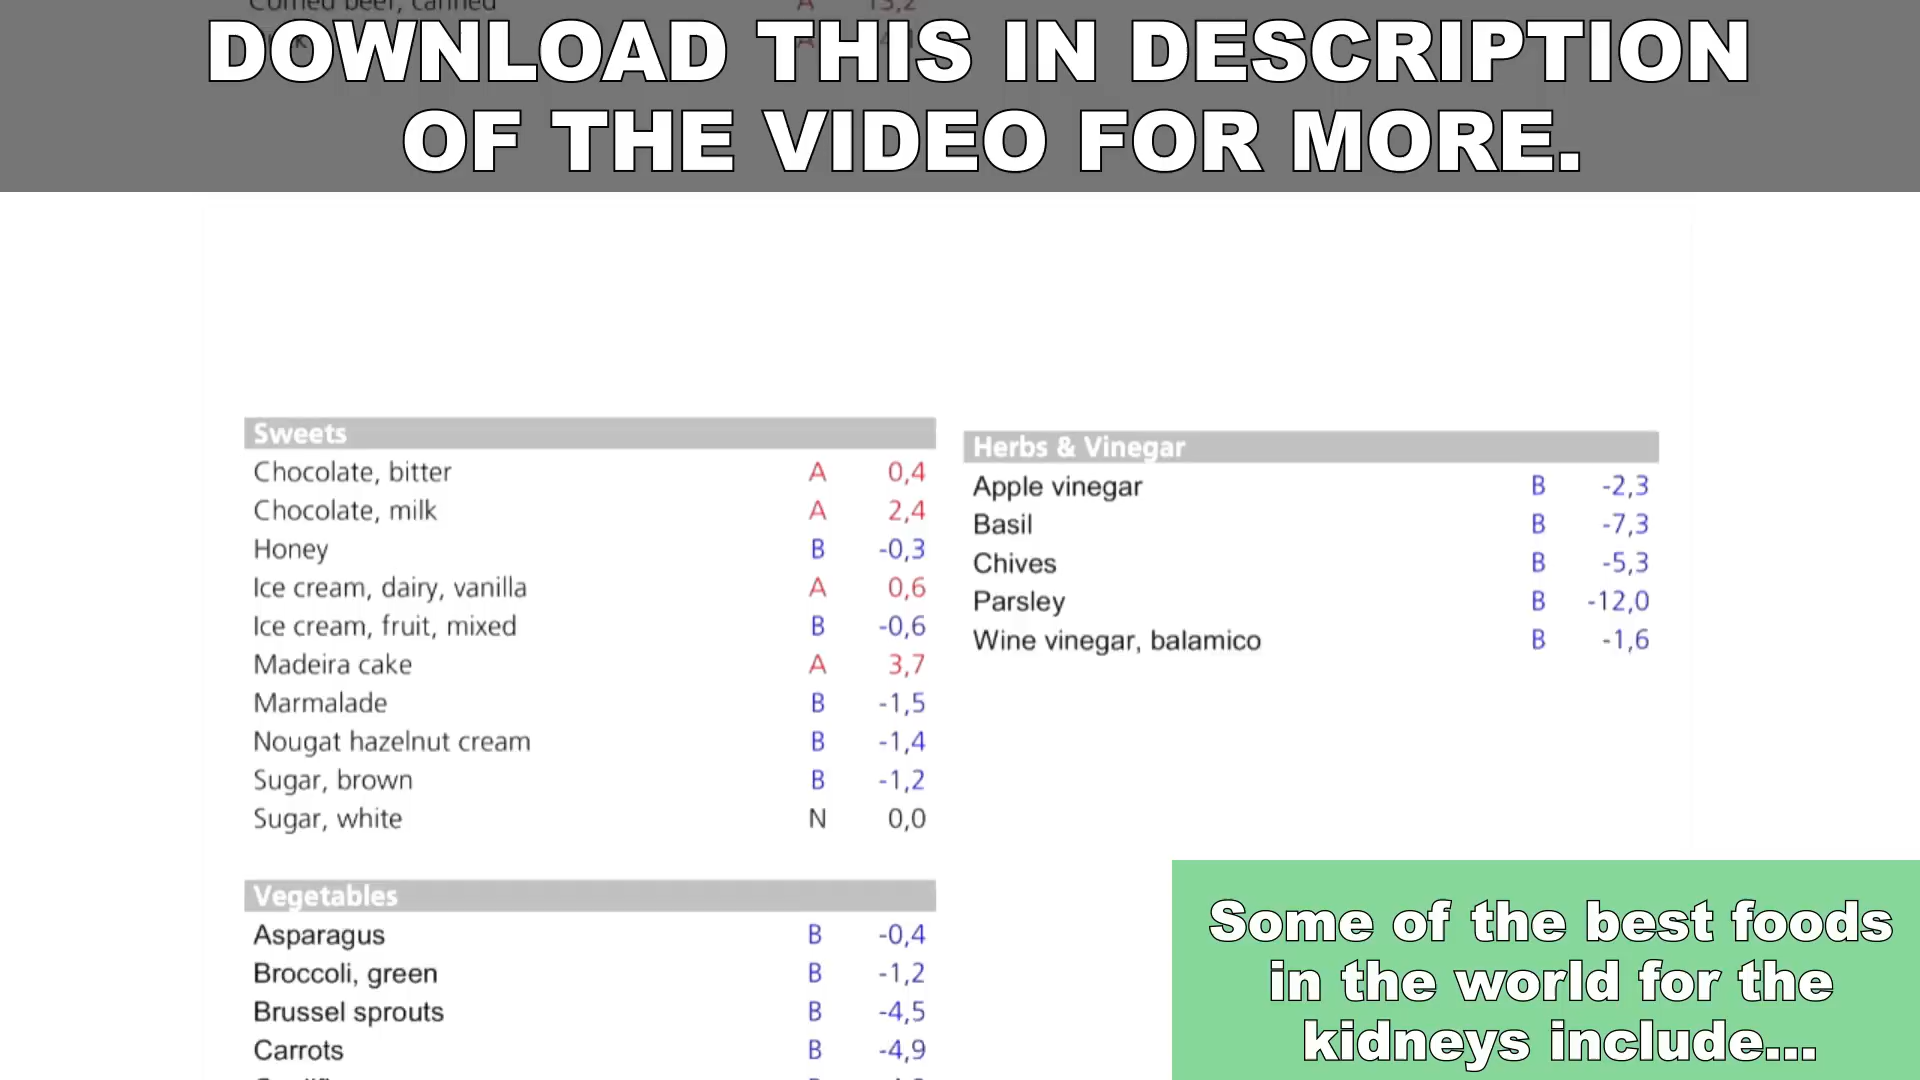 Corned beef, canned A 13,2
DOWNLOAD THIS IN DESCRIPTION
OF THE VIDEO FOR MORE.
Sweets
Chocolate, bitter A 0,4
Chocolate, milk A 2,4
Honey B -0,3
Ice cream, dairy, vanilla A 0,6
Ice cream, fruit, mixed B -0,6
Madeira cake A 3,7
Marmalade B -1,5
Nougat hazelnut cream B -1,4
Sugar, brown B -1,2
Sugar, white N 0,0
Herbs & Vinegar
Apple vinegar B -2,3
Basil B -7,3
Chives B -5,3
Parsley B -12,0
Wine vinegar, balamico B -1,6
Vegetables
Asparagus B -0,4
Broccoli, green B -1,2
Brussel sprouts B -4,5
Carrots B -4,9
Some of the best foods
in the world for the
kidneys include...